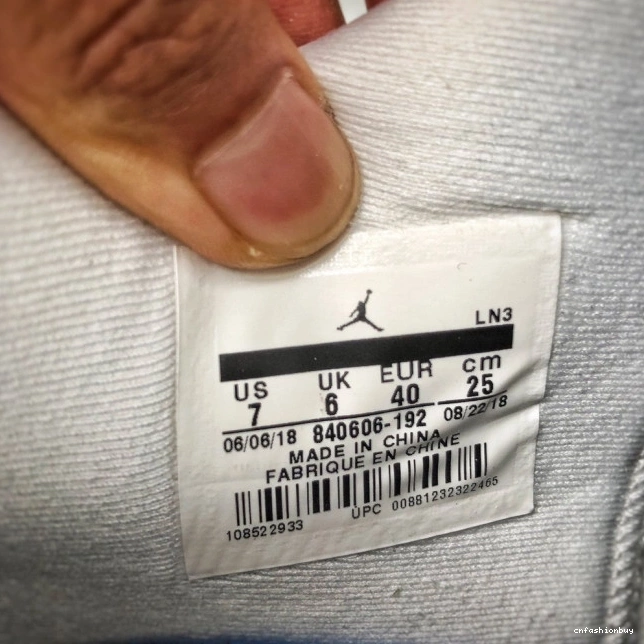 LN3
US UK EUR cm
7 6 40 25
06/06/18 840606-192 08/22/18
MADE IN CHINA
FABRIQUE EN CHINE
108522933 UPC 00881232322465
cnfashionbuy